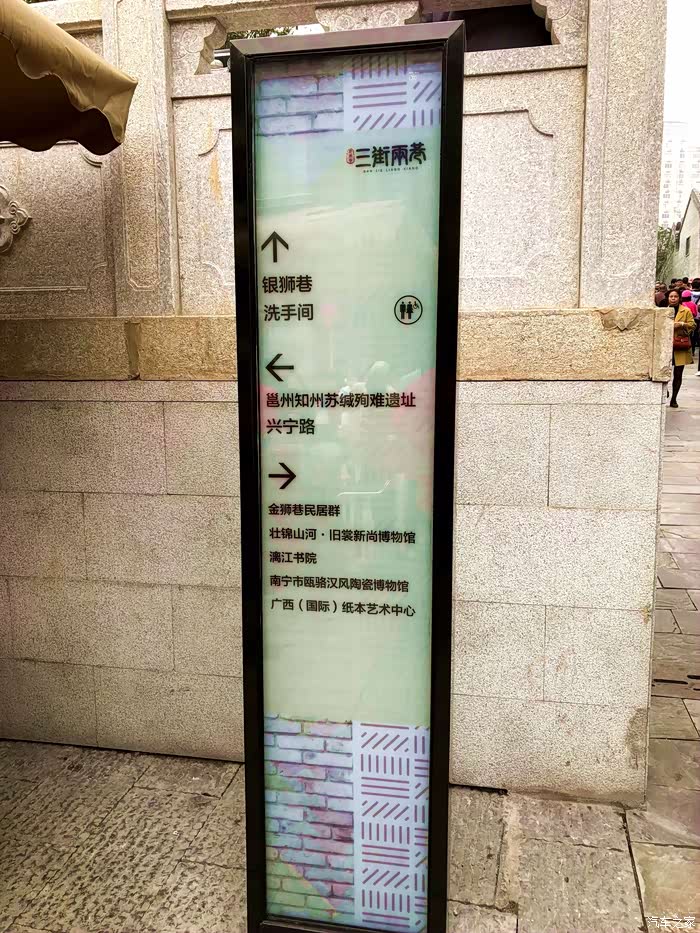 三街兩巷
SAN JIE LIANG XIANG
银狮巷
洗手间
邕州知州苏缄殉难遗址
兴宁路
金狮巷民居群
壮锦山河·旧裳新尚博物馆
漓江书院
南宁市瓯骆汉风陶瓷博物馆
广西（国际）纸本艺术中心
汽车之家